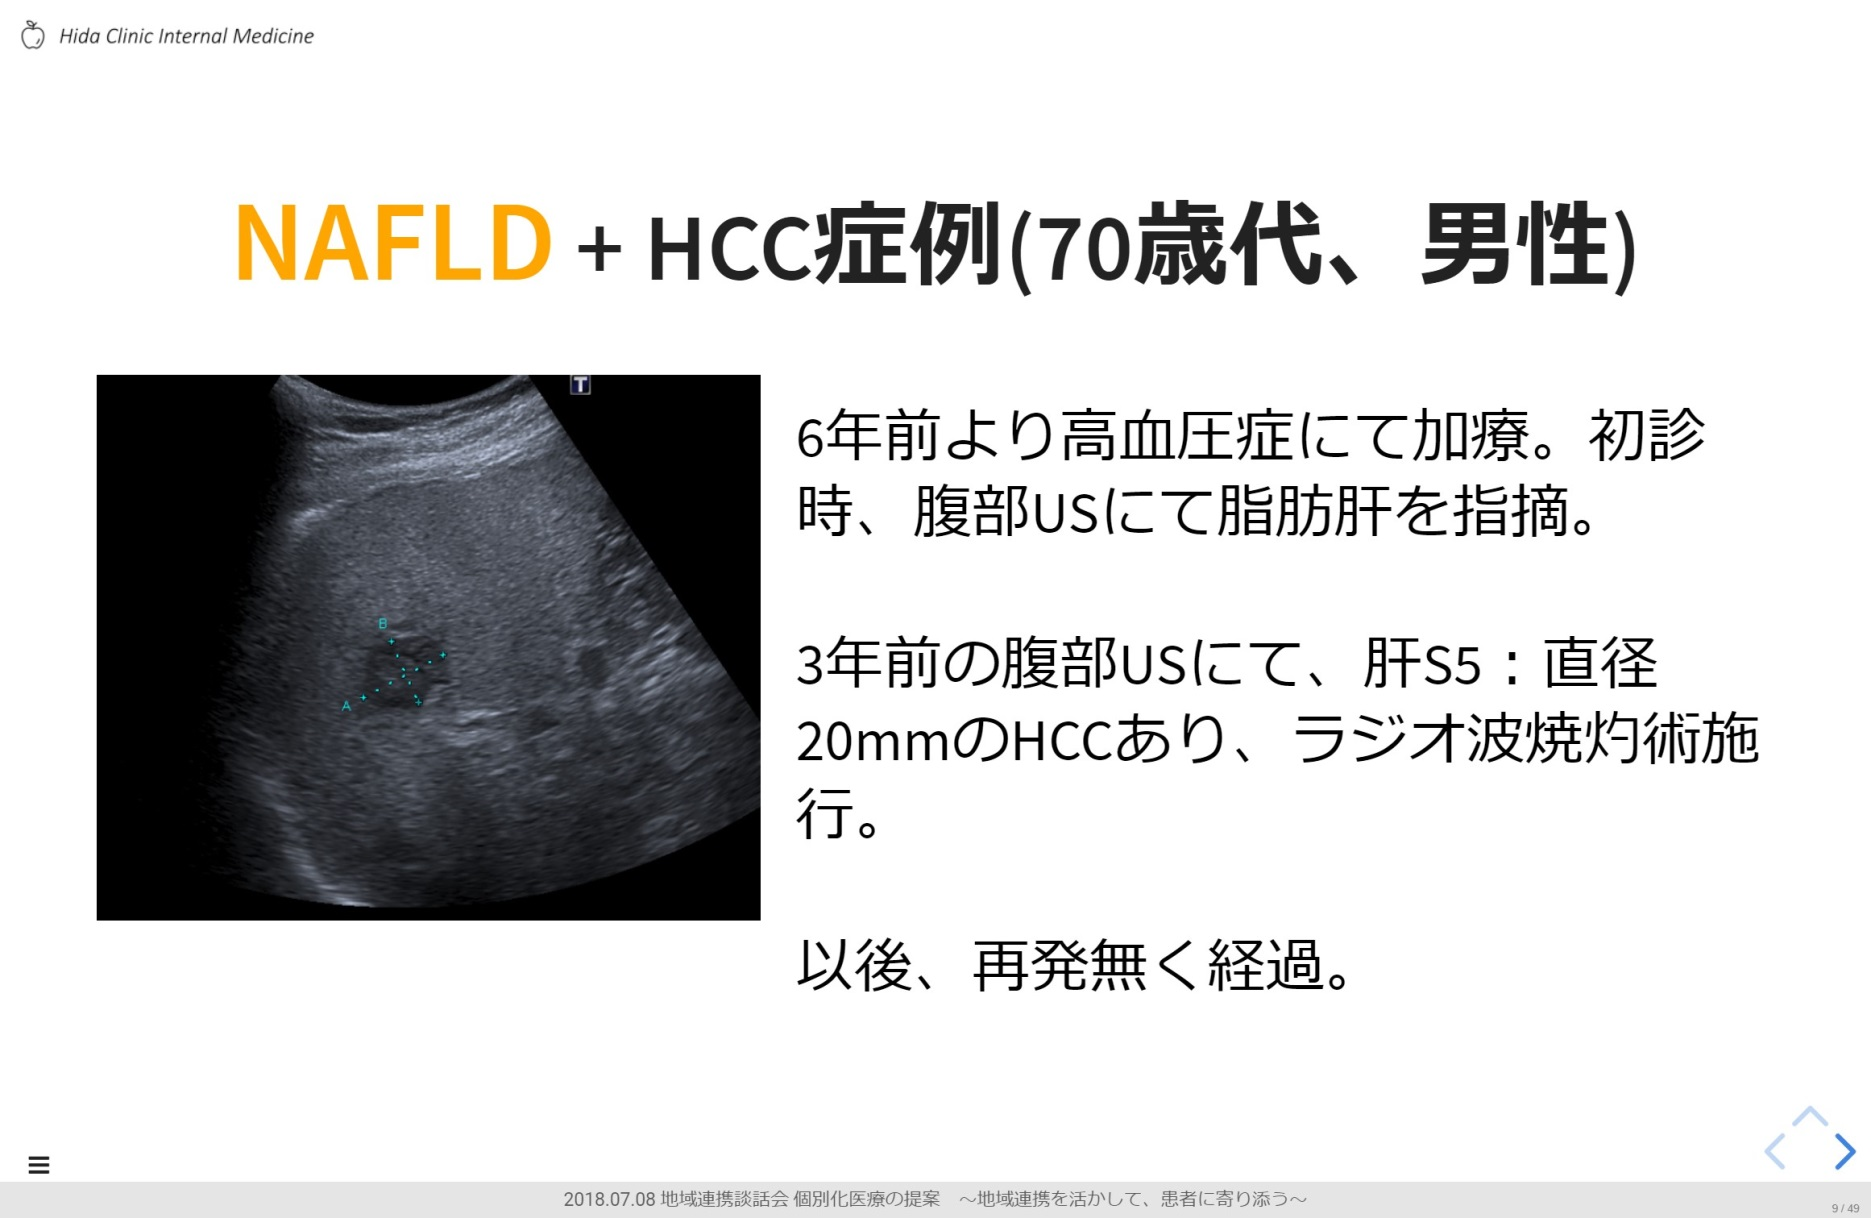 Hida Clinic Internal Medicine
NAFLD + HCC症例(70歳代、男性)
T
B
A
6年前より高血圧症にて加療。初診
時、腹部USにて脂肪肝を指摘。
3年前の腹部USにて、肝S5：直径
20mmのHCCあり、ラジオ波焼灼術施
行。
以後、再発無く経過。
2018.07.08 地域連携談話会 個別化医療の提案　〜地域連携を活かして、患者に寄り添う〜
9 / 49